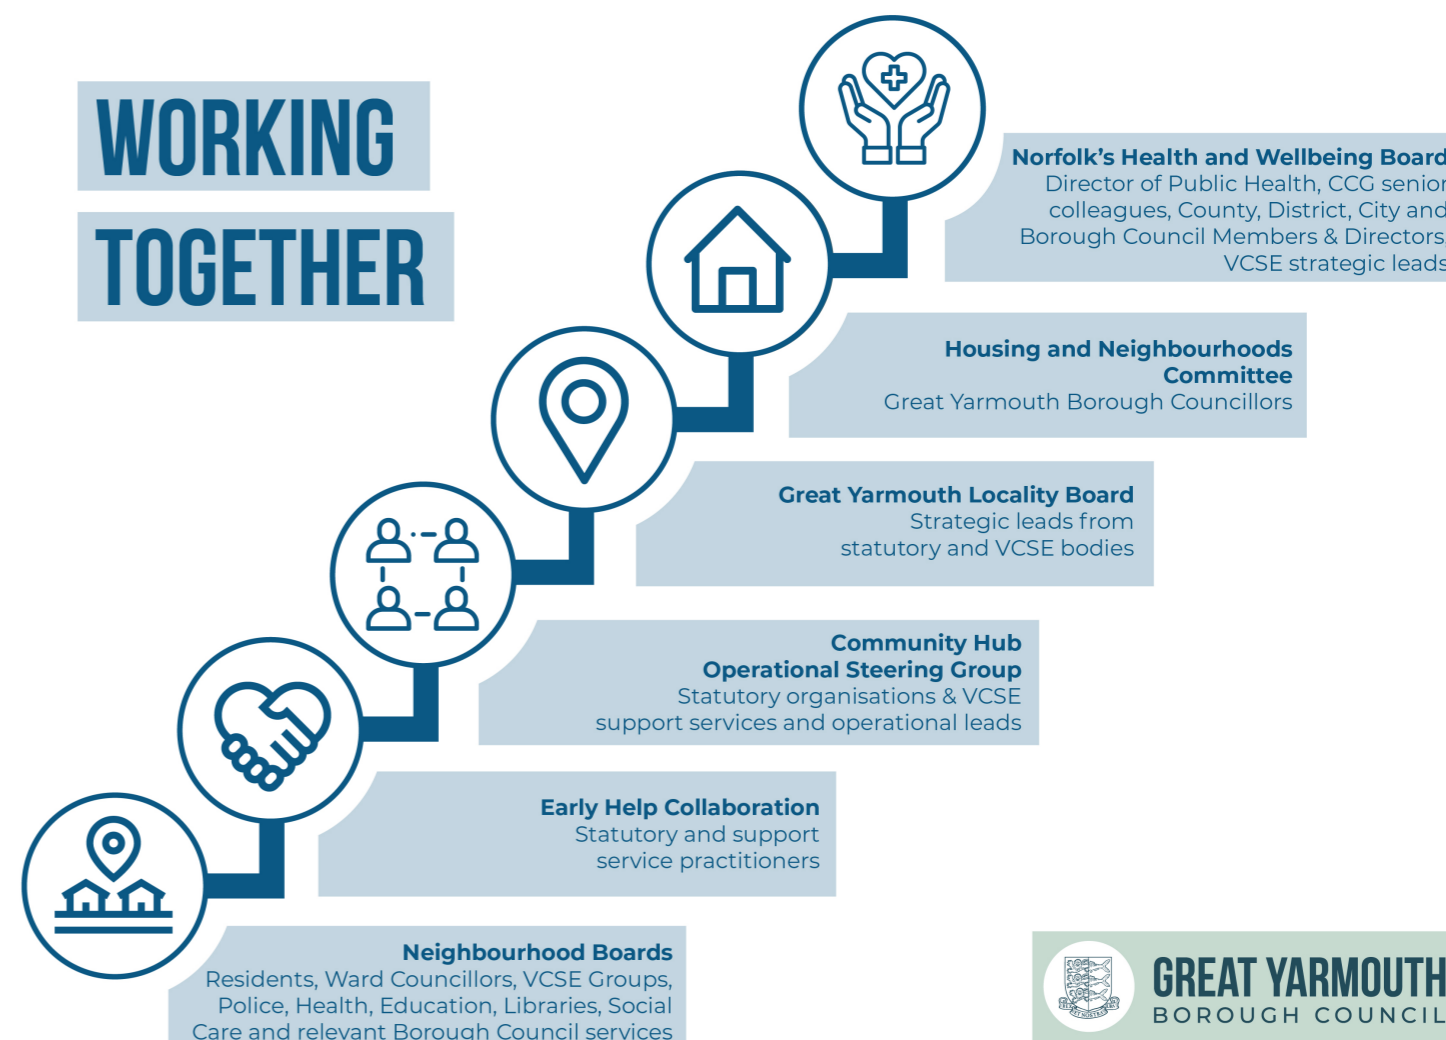 WORKING
TOGETHER
Norfolk's Health and Wellbeing Board
Director of Public Health, CCG senior
colleagues, County, District, City and
Borough Council Members & Directors,
VCSE strategic leads
Housing and Neighbourhoods
Committee
Great Yarmouth Borough Councillors
Great Yarmouth Locality Board
Strategic leads from
statutory and VCSE bodies
Community Hub
Operational Steering Group
Statutory organisations & VCSE
support services and operational leads
Early Help Collaboration
Statutory and support
service practitioners
Neighbourhood Boards
Residents, Ward Councillors, VCSE Groups,
Police, Health, Education, Libraries, Social
Care and relevant Borough Council services
GREAT YARMOUTH
BOROUGH COUNCIL